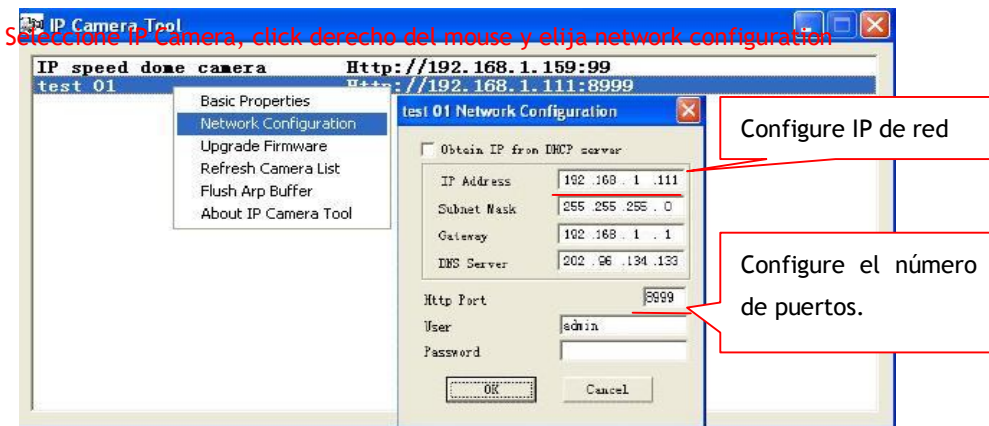 IP Camera Tool
Seleccione IP Camera, click derecho del mouse y elija network configuration
IP speed dome camera Http://192.168.1.159:99
test 01 Http://192.168.1.111:8999
Basic Properties
Network Configuration
Upgrade Firmware
Refresh Camera List
Flush Arp Buffer
About IP Camera Tool
test 01 Network Configuration
Obtain IP from DHCP server
IP Address 192 .168 . 1 .111
Subnet Mask 255 .255 .255 . 0
Gateway 192 .168 . 1 . 1
DNS Server 202 . 96 .134 .133
Http Port 8999
User admin
Password
OK Cancel
Configure IP de red
Configure el número
de puertos.